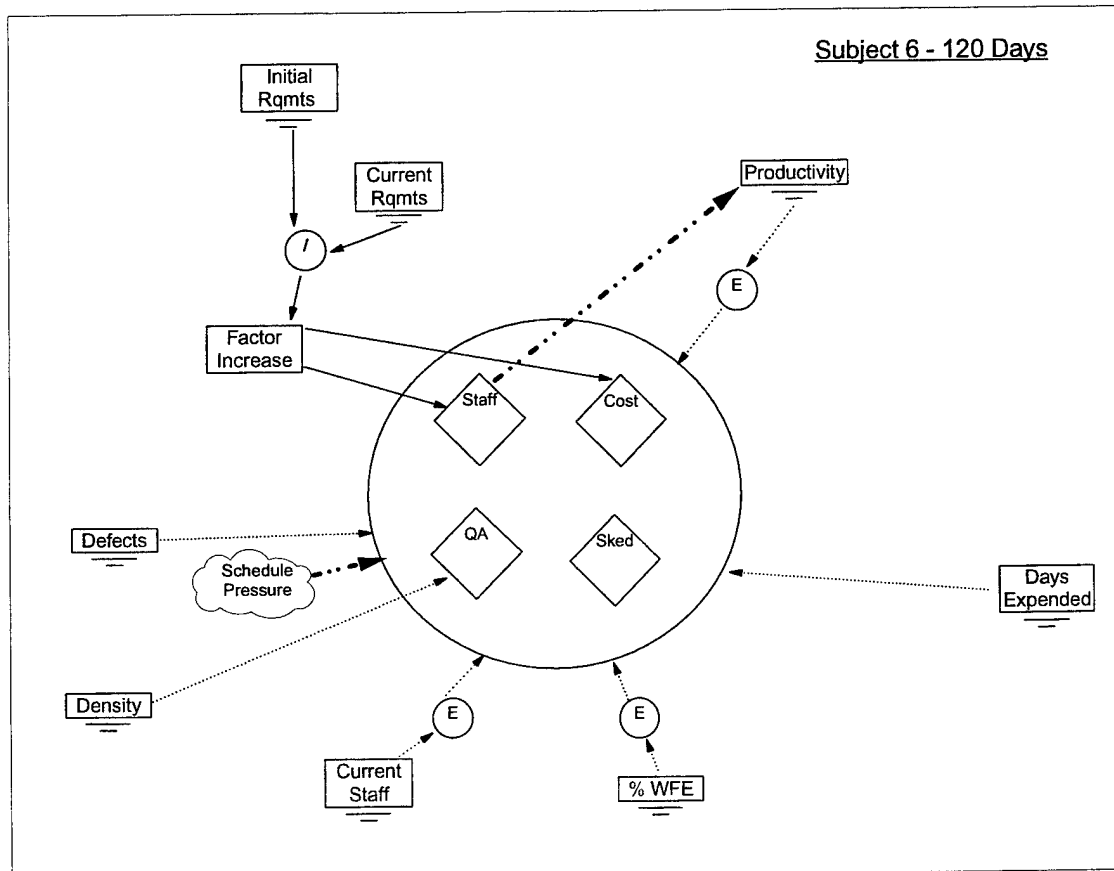 Subject 6 - 120 Days
Initial
Rqmts
Current
Rqmts
Productivity
/
E
Factor
Increase
Staff
Cost
Defects
QA
Sked
Schedule
Pressure
Days
Expended
Density
E
E
Current
Staff
% WFE